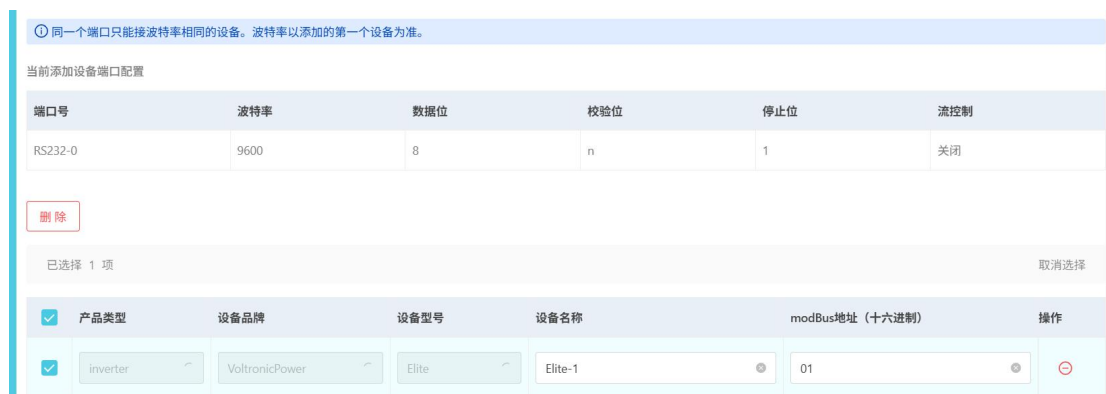 同一个端口只能接波特率相同的设备。波特率以添加的第一个设备为准。
当前添加设备端口配置
端口号 波特率 数据位 校验位 停止位 流控制
RS232-0 9600 8 n 1 关闭
删 除
已选择 1 项 取消选择
产品类型 设备品牌 设备型号 设备名称 modBus地址（十六进制） 操作
inverter VoltronicPower Elite Elite-1 01